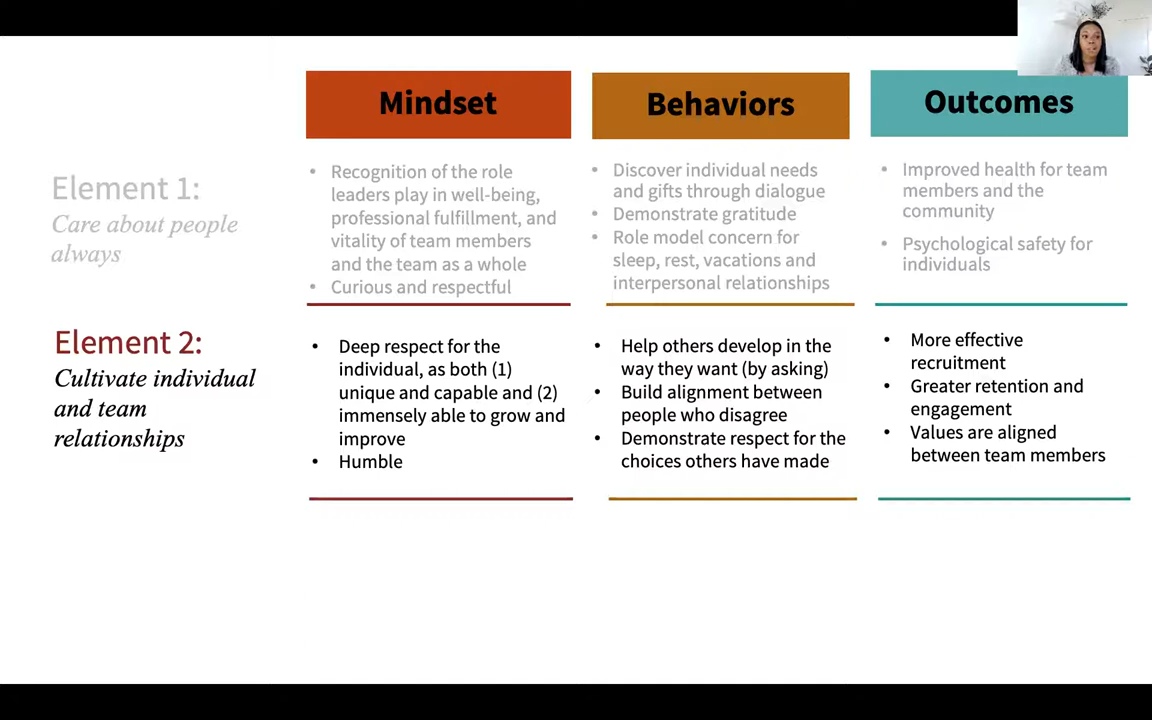 Mindset
Behaviors
Outcomes
Element 1:
Care about people
always
• Recognition of the role
leaders play in well-being,
professional fulfillment, and
vitality of team members
and the team as a whole
• Curious and respectful
• Discover individual needs
and gifts through dialogue
• Demonstrate gratitude
• Role model concern for
sleep, rest, vacations and
interpersonal relationships
• Improved health for team
members and the
community
• Psychological safety for
individuals
Element 2:
Cultivate individual
and team
relationships
• Deep respect for the
individual, as both (1)
unique and capable and (2)
immensely able to grow and
improve
• Humble
• Help others develop in the
way they want (by asking)
• Build alignment between
people who disagree
• Demonstrate respect for the
choices others have made
• More effective
recruitment
• Greater retention and
engagement
• Values are aligned
between team members